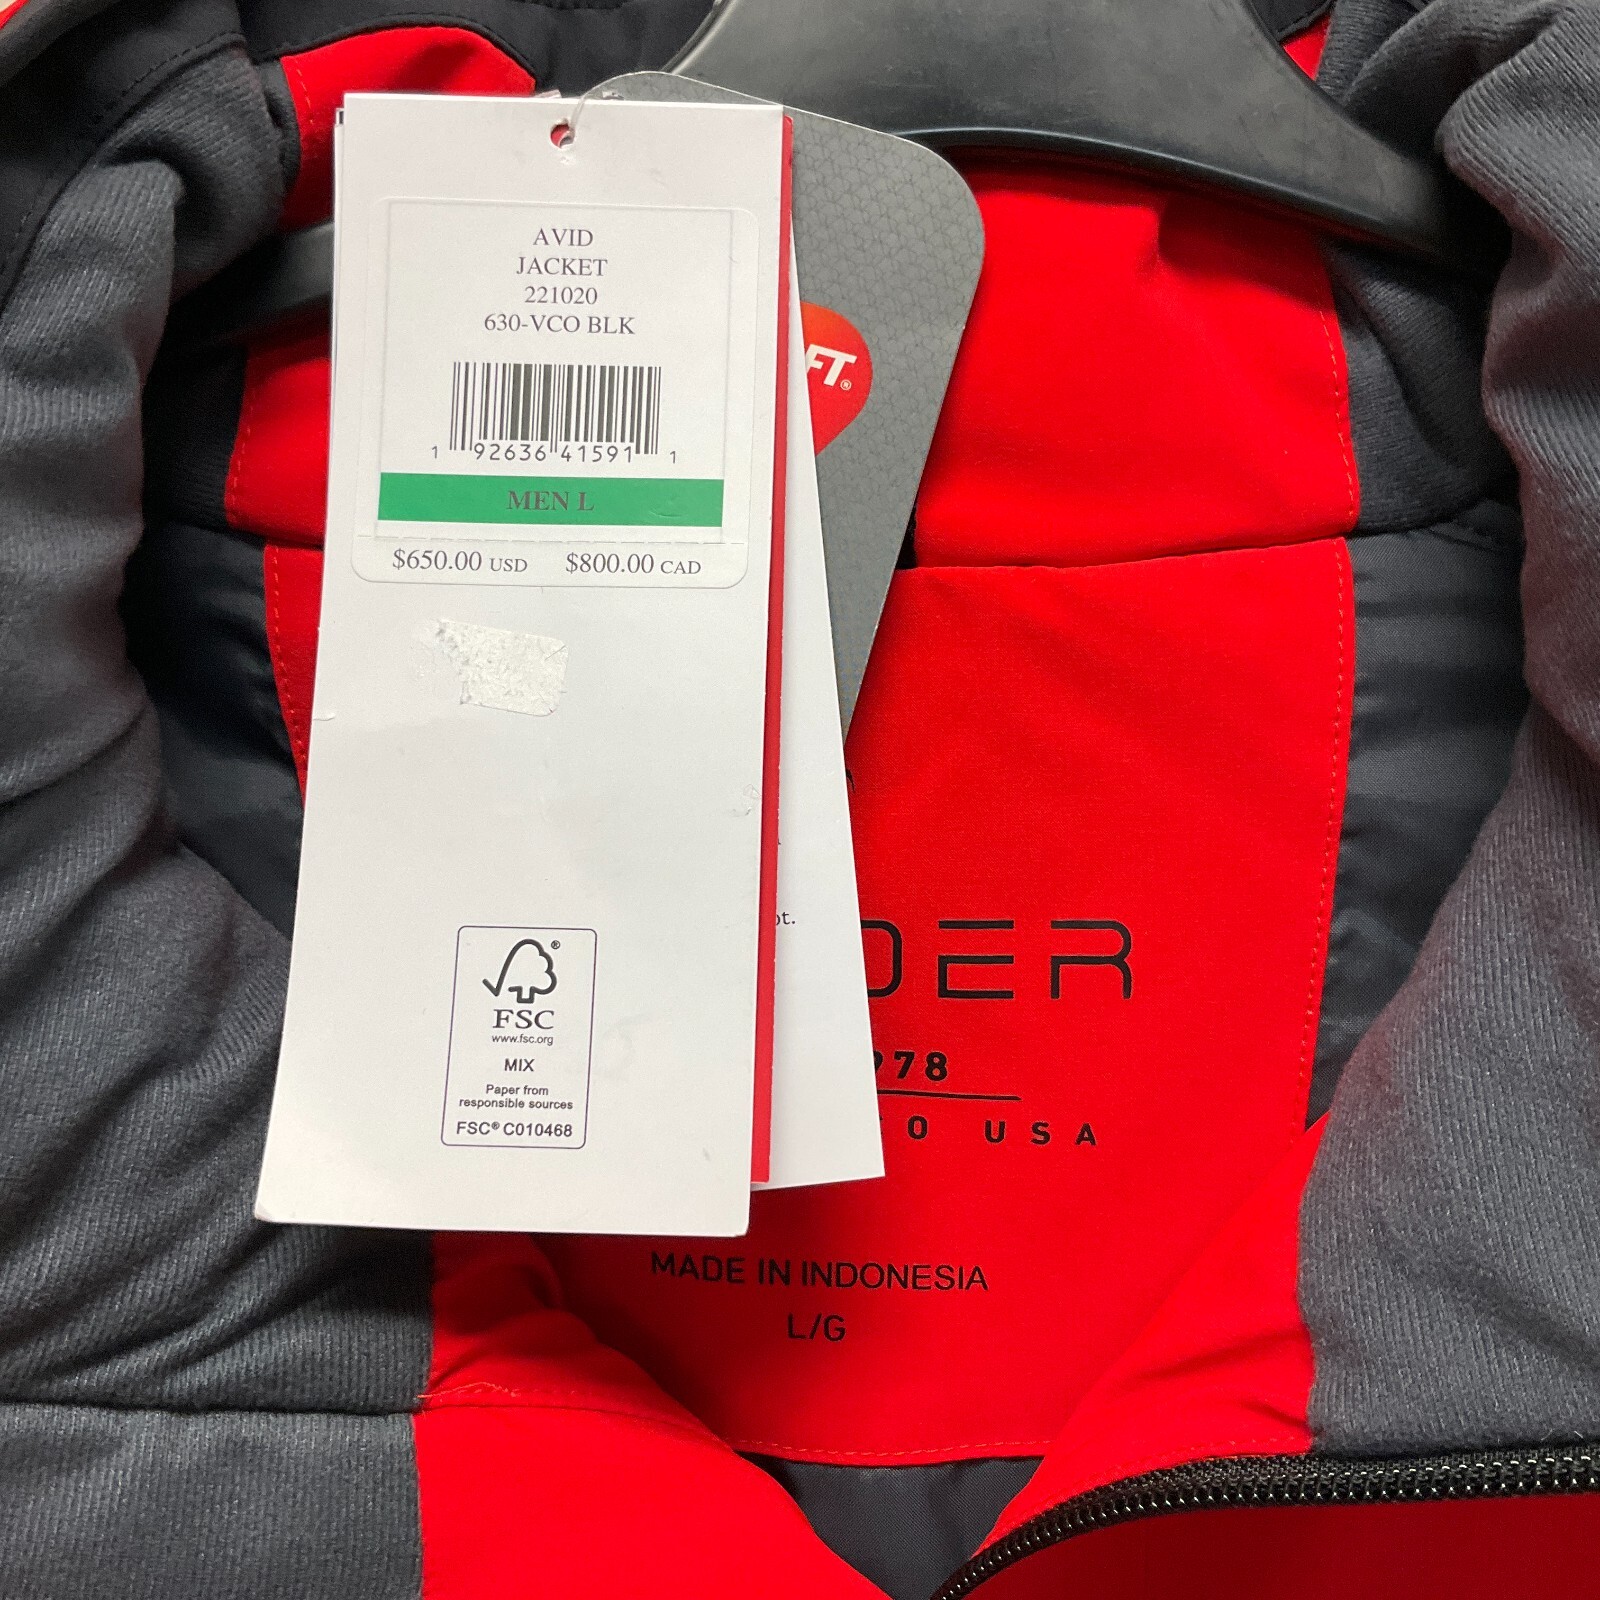 AVID
JACKET
221020
630-VCO BLK
1 92636 41591 1
MEN L
$650.00 USD $800.00 CAD
FSC®
www.fsc.org
MIX
Paper from
responsible sources
FSC® C010468
FT®
DER
978
O USA
MADE IN INDONESIA
L/G